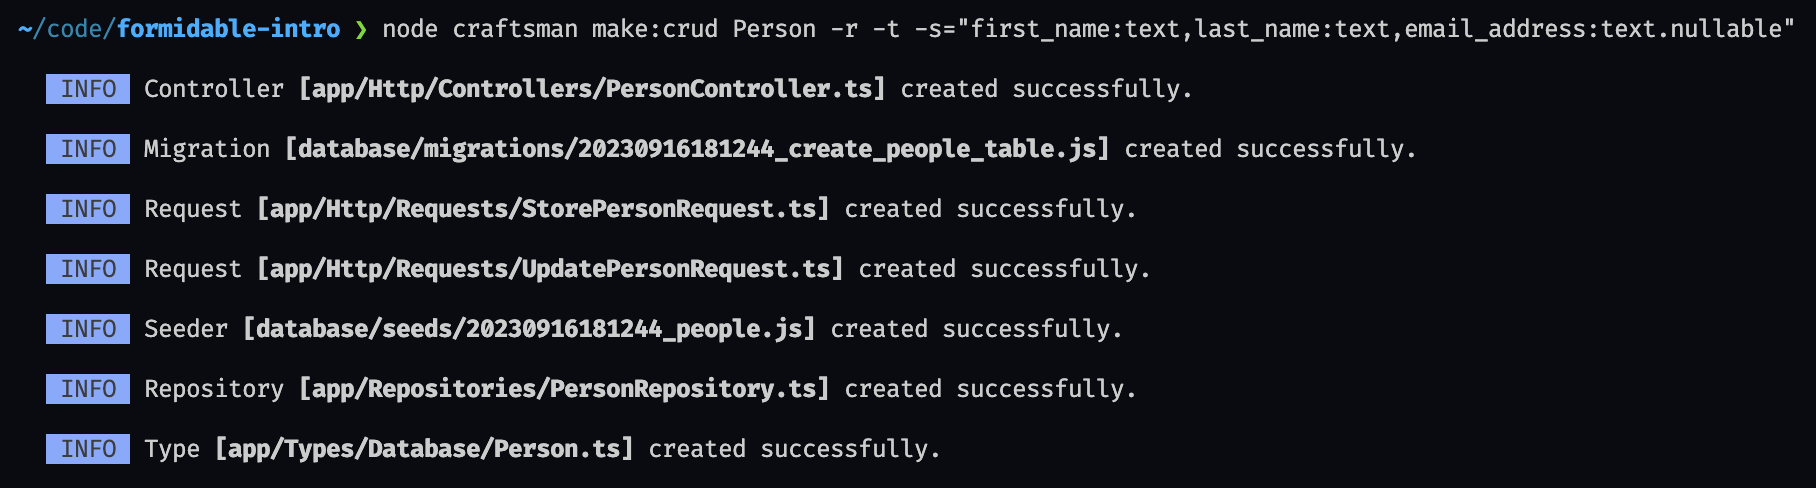 ~/code/formidable-intro ❯ node craftsman make:crud Person -r -t -s="first_name:text,last_name:text,email_address:text.nullable"
INFO Controller [app/Http/Controllers/PersonController.ts] created successfully.
INFO Migration [database/migrations/20230916181244_create_people_table.js] created successfully.
INFO Request [app/Http/Requests/StorePersonRequest.ts] created successfully.
INFO Request [app/Http/Requests/UpdatePersonRequest.ts] created successfully.
INFO Seeder [database/seeds/20230916181244_people.js] created successfully.
INFO Repository [app/Repositories/PersonRepository.ts] created successfully.
INFO Type [app/Types/Database/Person.ts] created successfully.